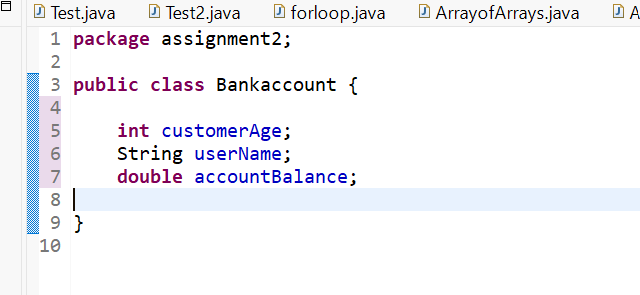 Test.java Test2.java forloop.java ArrayofArrays.java A
1 package assignment2;
2
3 public class Bankaccount {
4
5 int customerAge;
6 String userName;
7 double accountBalance;
8
9 }
10